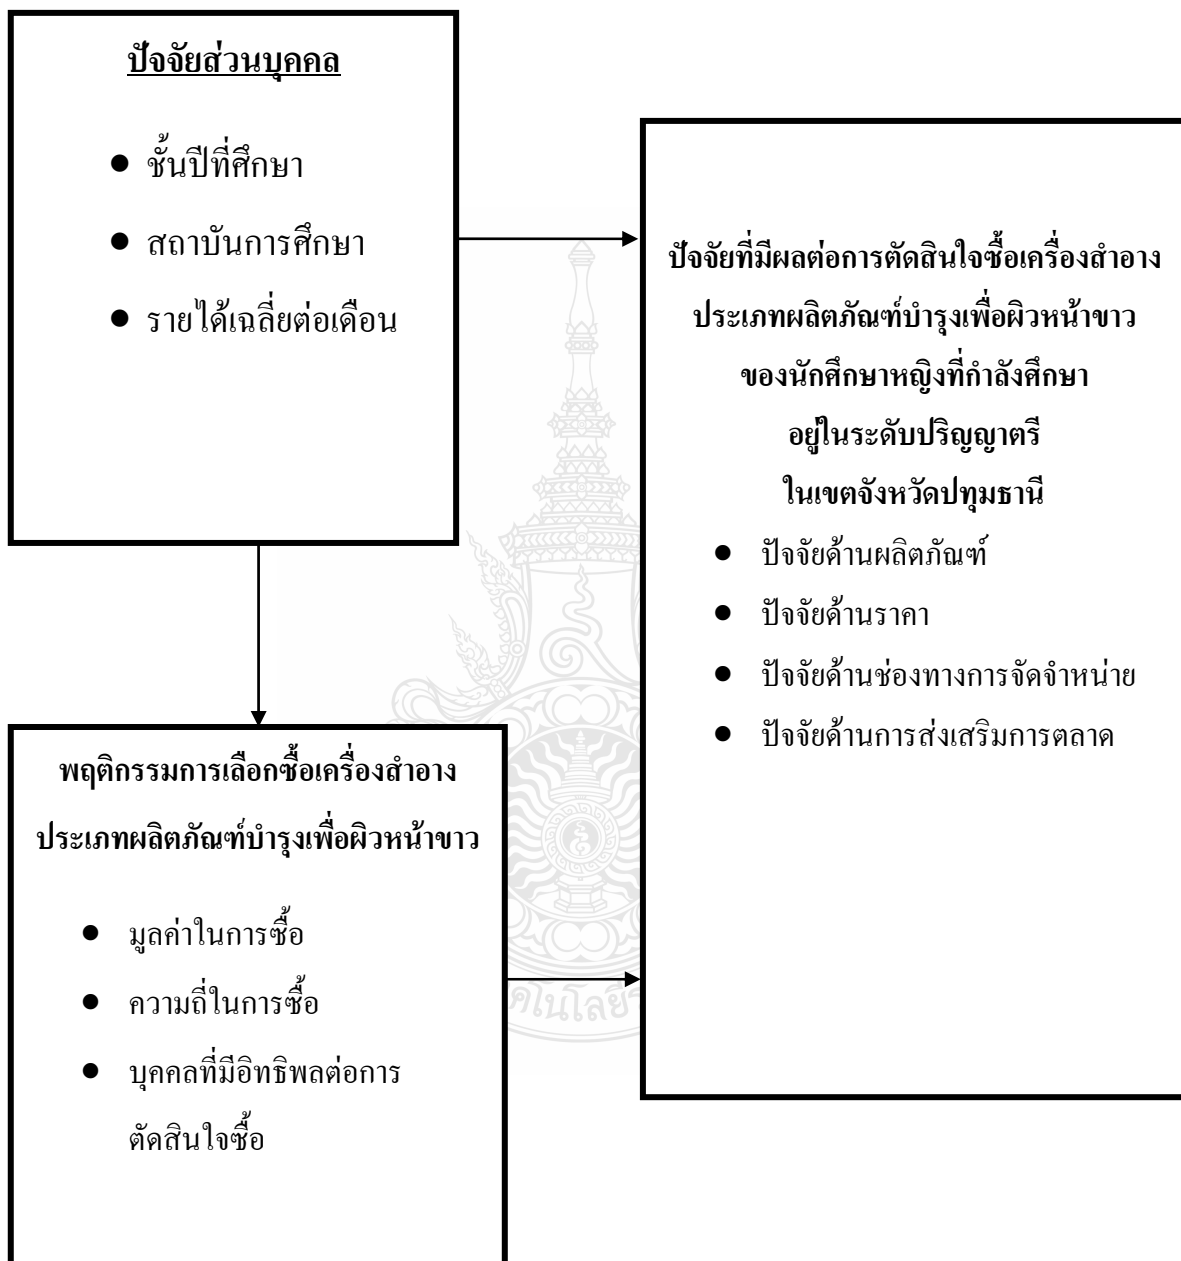 ปัจจัยส่วนบุคคล
● ชั้นปีที่ศึกษา
● สถาบันการศึกษา
● รายได้เฉลี่ยต่อเดือน
ปัจจัยที่มีผลต่อการตัดสินใจซื้อเครื่องสำอาง
ประเภทผลิตภัณฑ์บำรุงเพื่อผิวหน้าขาว
ของนักศึกษาหญิงที่กำลังศึกษา
อยู่ในระดับปริญญาตรี
ในเขตจังหวัดปทุมธานี
● ปัจจัยด้านผลิตภัณฑ์
● ปัจจัยด้านราคา
● ปัจจัยด้านช่องทางการจัดจำหน่าย
● ปัจจัยด้านการส่งเสริมการตลาด
พฤติกรรมการเลือกซื้อเครื่องสำอาง
ประเภทผลิตภัณฑ์บำรุงเพื่อผิวหน้าขาว
● มูลค่าในการซื้อ
● ความถี่ในการซื้อ
● บุคคลที่มีอิทธิพลต่อการ
ตัดสินใจซื้อ